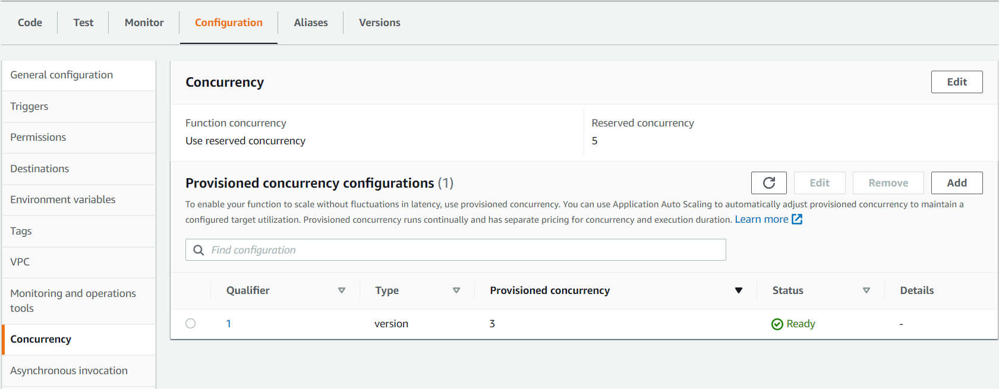 Code Test Monitor Configuration Aliases Versions
General configuration
Triggers
Permissions
Destinations
Environment variables
Tags
VPC
Monitoring and operations
tools
Concurrency
Asynchronous invocation
Concurrency
Edit
Function concurrency
Use reserved concurrency
Reserved concurrency
5
Provisioned concurrency configurations (1)
Edit Remove Add
To enable your function to scale without fluctuations in latency, use provisioned concurrency. You can use Application Auto Scaling to automatically adjust provisioned concurrency to maintain a
configured target utilization. Provisioned concurrency runs continually and has separate pricing for concurrency and execution duration. Learn more
Find configuration
Qualifier Type Provisioned concurrency Status Details
1 version 3 Ready -